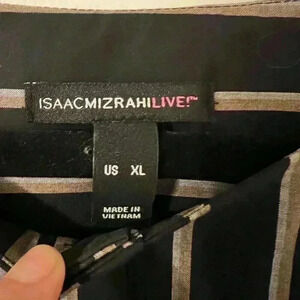 ISAACMIZRAHILIVE!™
US XL
MADE IN
VIETNAM